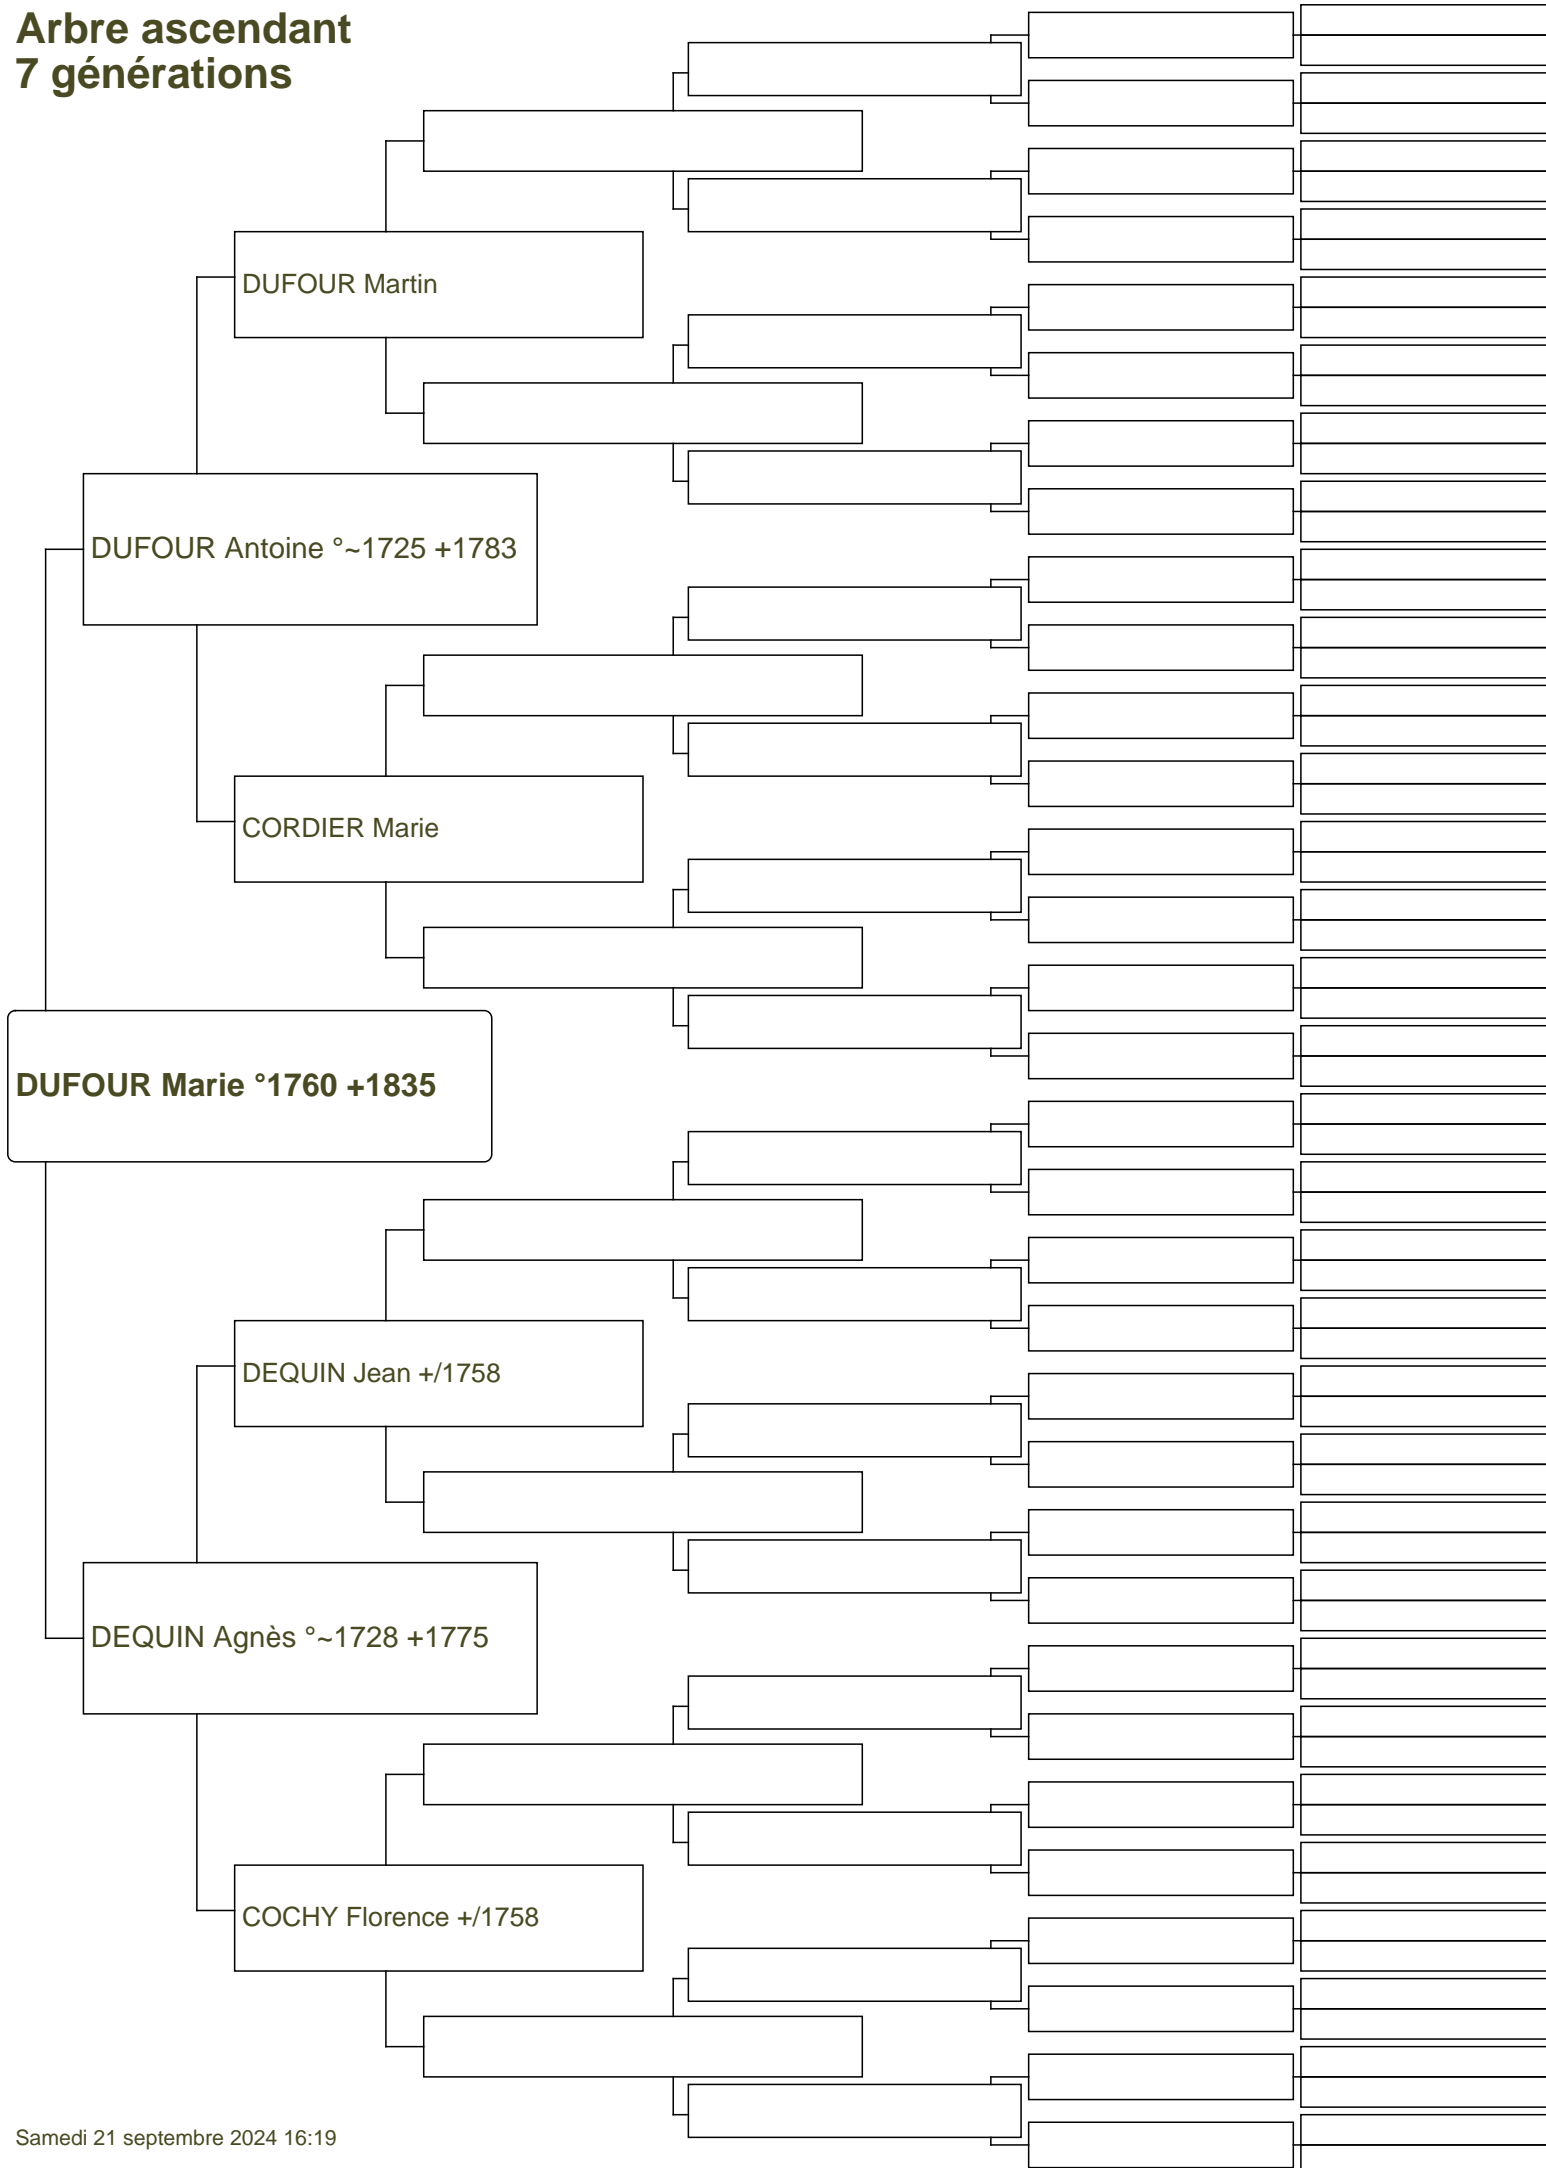 Arbre ascendant
7 générations
DUFOUR Martin
DUFOUR Antoine °~1725 +1783
CORDIER Marie
DUFOUR Marie °1760 +1835
DEQUIN Jean +/1758
DEQUIN Agnès °~1728 +1775
COCHY Florence +/1758
Samedi 21 septembre 2024 16:19